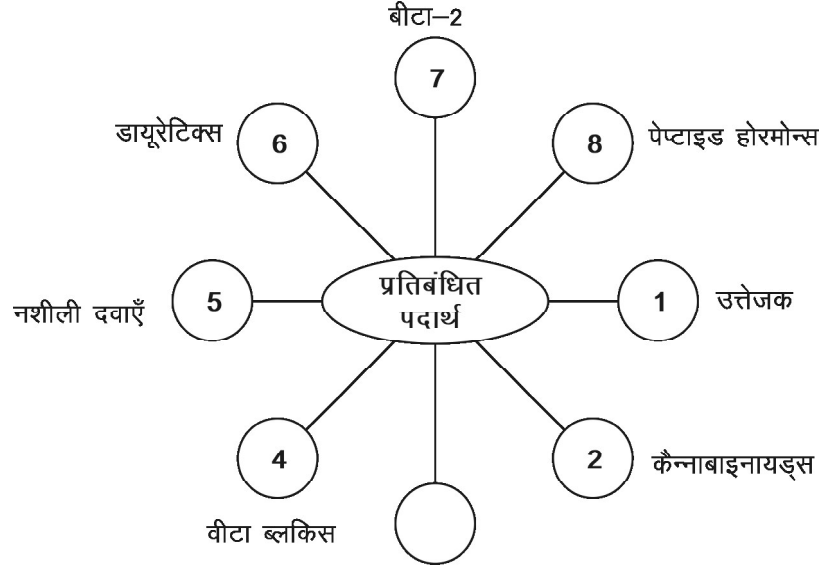 बीटा–2
7
डायूरेटिक्स
6
8
पेप्टाइड होरमोन्स
नशीली दवाएँ
5
प्रतिबंधित
पदार्थ
1
उत्तेजक
4
2
कैन्नाबाइनायड्स
वीटा ब्लकिस